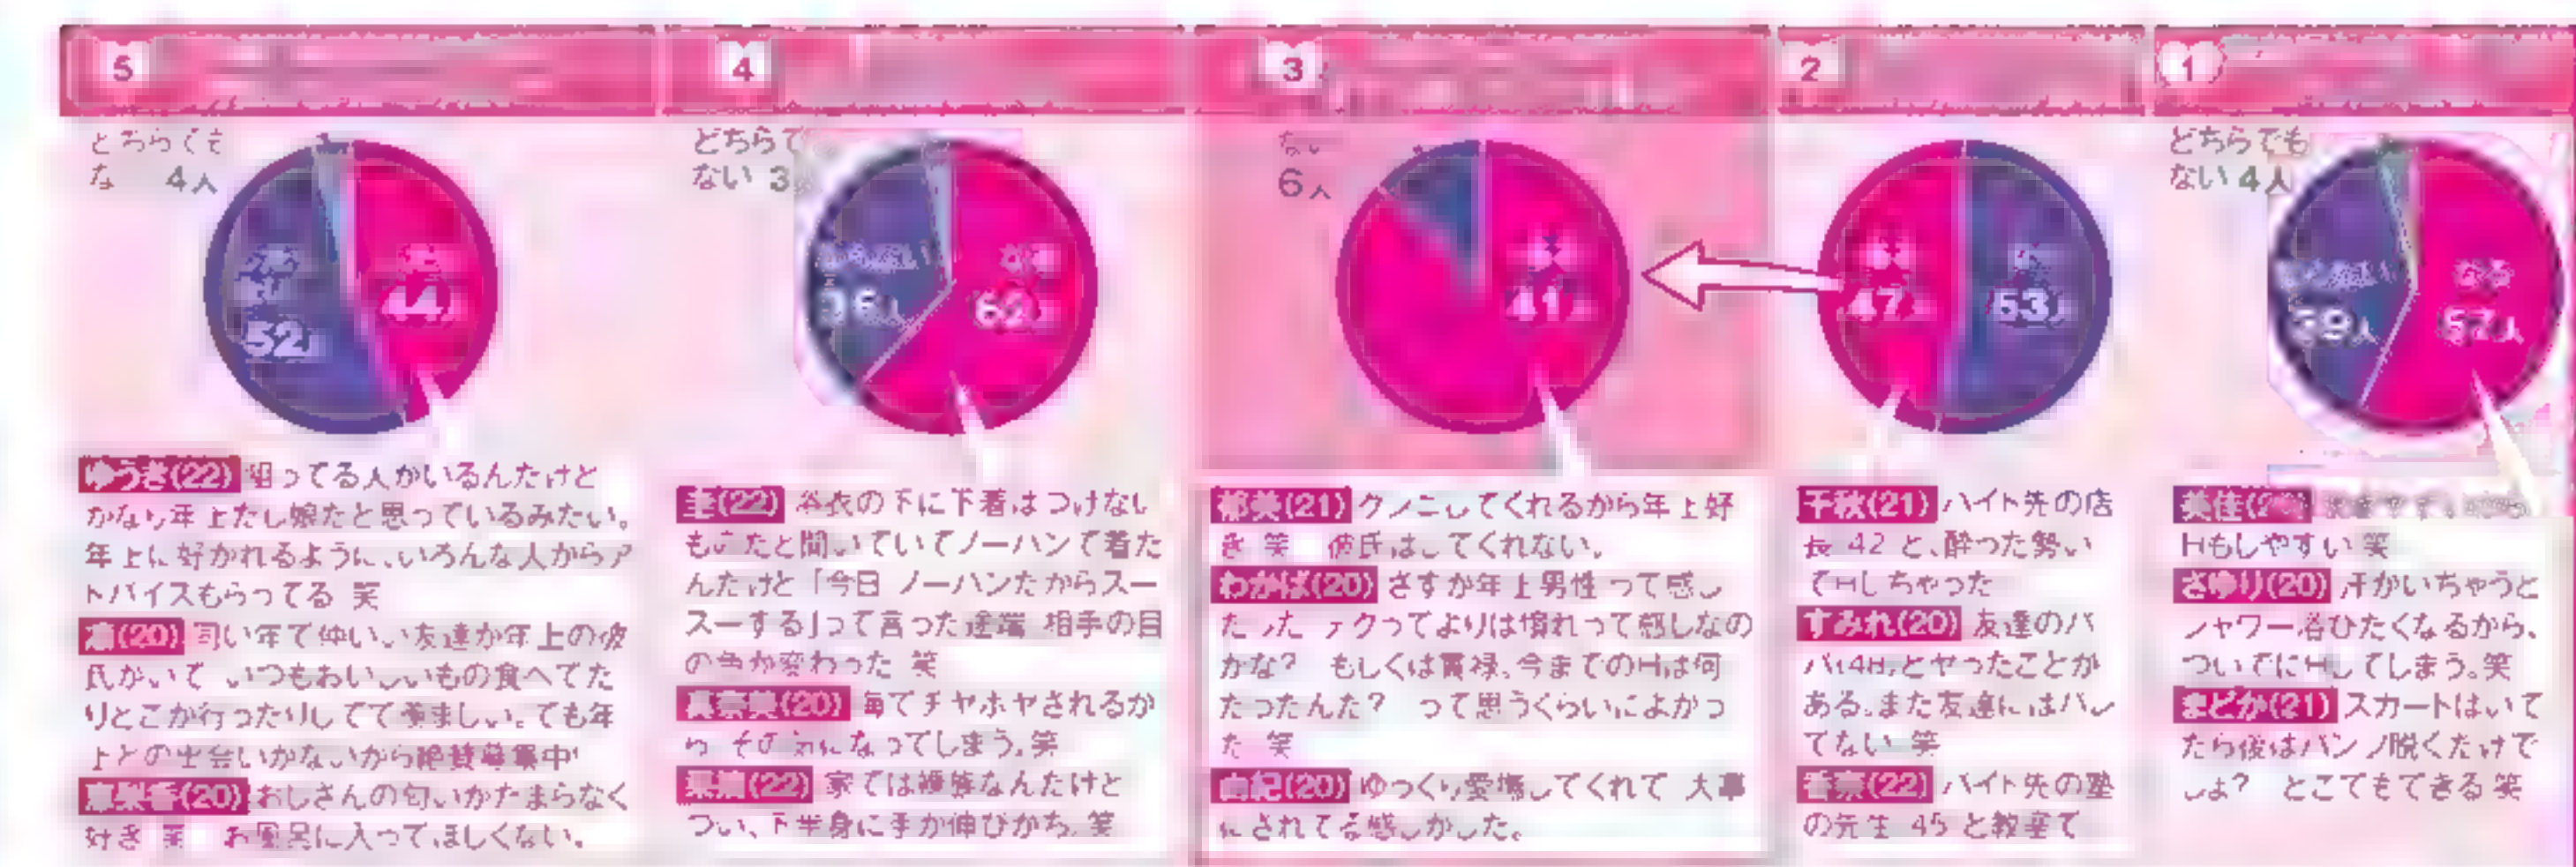 1
どちらでも
ない 4人
57人
39人
美佳
Hもしやすい 笑
さゆり(20) 汗かいちゃうと
シャワー浴びたくなるから、
ついでにHしてしまう。笑
まどか(21) スカートはいて
たら後はパンツ脱くだけで
しょ？ どこでもできる 笑
2
47人
53人
千秋(21) バイト先の店
長 42 と、酔った勢い
でHしちゃった
すみれ(20) 友達のパ
パ(48)とヤったことが
ある。また友達にはバレ
てない 笑
香奈(22) バイト先の塾
の先生 45 と教室で
3
ない
6人
41人
郁美(21) クンニしてくれるから年上好
き 笑 彼氏はしてくれない。
わかば(20) さすが年上男性って感じ
だった テクってよりは慣れって感じなの
かな？ もしくは貫禄。今までのHは何
だったんだ？ って思うくらいによかっ
た 笑
由紀(20) ゆっくり愛撫してくれて 大事
にされてる感じがした。
4
どちらで
ない 3
62人
圭(22) 浴衣の下に下着はつけない
ものだと聞いていてノーパンで着た
んだけど「今日 ノーパンだからスー
スーする」って言った途端 相手の目
の色が変わった 笑
真奈美(20) 海でチヤホヤされるか
ら その気になってしまう。笑
(22) 家では裸族なんだけど
つい、下半身に手が伸びがち 笑
5
どちらでも
な 4人
44人
52人
ゆうき(22) 狙ってる人がいるんだけど
かなり年上だし娘だと思っているみたい。
年上に好かれるように、いろんな人からア
ドバイスもらってる 笑
(20) 同い年で仲いい友達が年上の彼
氏がいて いつもおいしいもの食べてた
りどこか行ったりしてて羨ましい。でも年
上との出会いがないから絶賛募集中!
恵梨香(20) おじさんの匂いがたまらなく
好き 笑 お風呂に入ってほしくない。